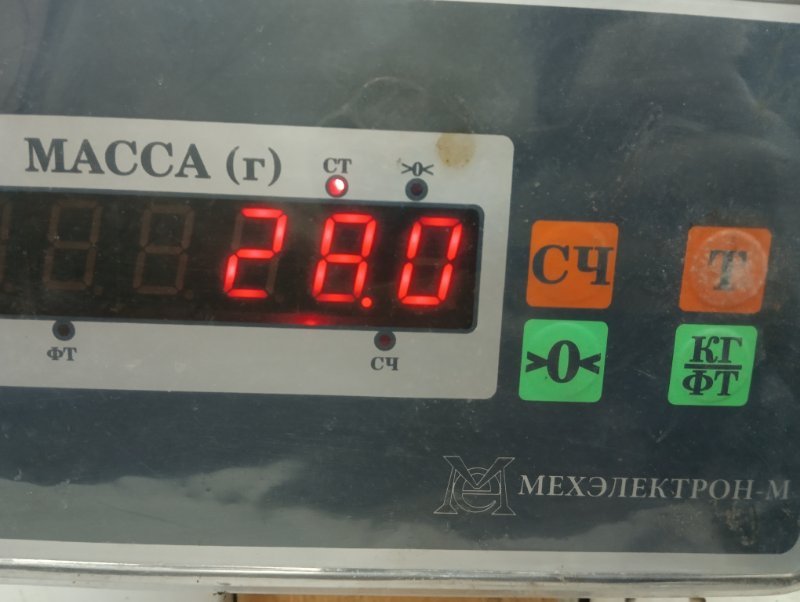 МАССА (г) СТ >0<
28.0
ФТ СЧ
СЧ Т
>0< КГ
ФТ
МЕХЭЛЕКТРОН-М